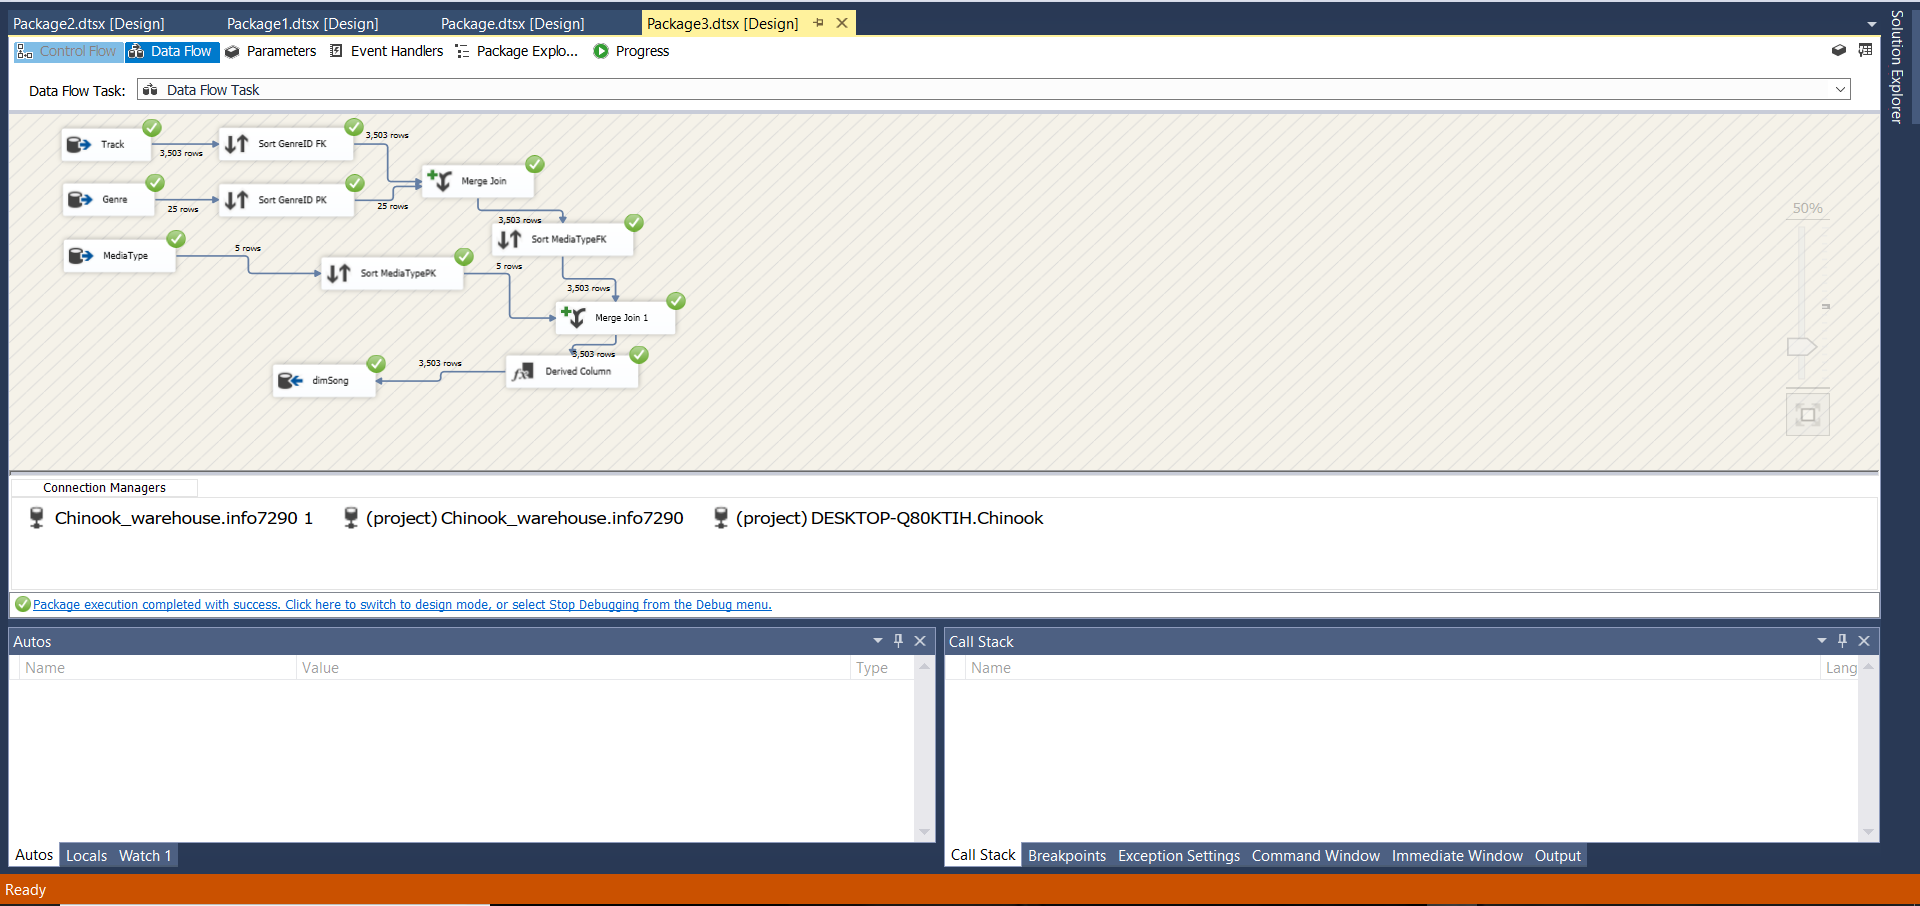 Package2.dtsx [Design] Package1.dtsx [Design] Package.dtsx [Design] Package3.dtsx [Design]
Solution Explorer
Control Flow Data Flow Parameters Event Handlers Package Explo... Progress
Data Flow Task: Data Flow Task
Track
3,503 rows
Sort GenreID FK
3,503 rows
Genre
25 rows
Sort GenreID PK
25 rows
Merge Join
3,503 rows
Sort MediaTypeFK
MediaType
5 rows
Sort MediaTypePK
5 rows
3,503 rows
Merge Join 1
3,503 rows
Derived Column
3,503 rows
dimSong
50%
Connection Managers
Chinook_warehouse.info7290 1 (project) Chinook_warehouse.info7290 (project) DESKTOP-Q80KTIH.Chinook
Package execution completed with success. Click here to switch to design mode, or select Stop Debugging from the Debug menu.
Autos
Name Value Type
Autos Locals Watch 1
Call Stack
Name Lang
Call Stack Breakpoints Exception Settings Command Window Immediate Window Output
Ready